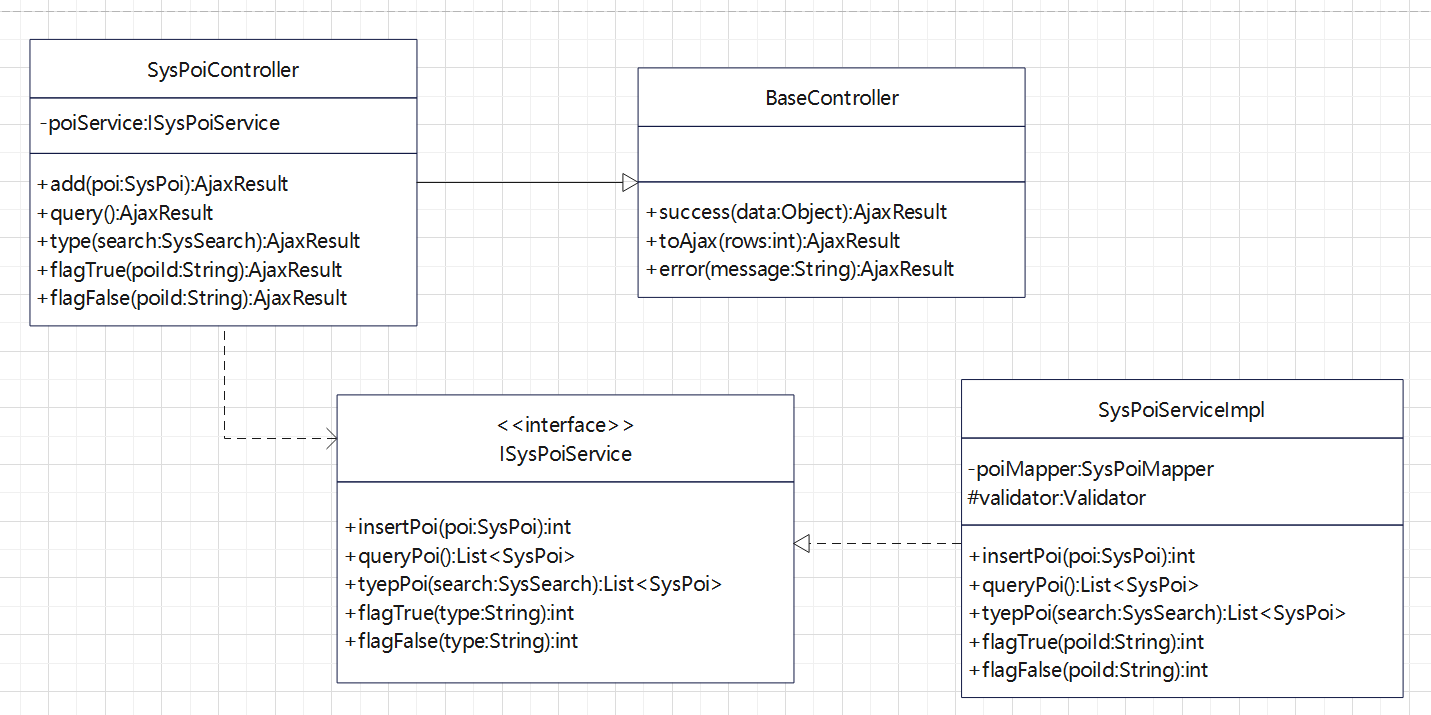 SysPoiController
-poiService:ISysPoiService
+add(poi:SysPoi):AjaxResult
+query():AjaxResult
+type(search:SysSearch):AjaxResult
+flagTrue(poiId:String):AjaxResult
+flagFalse(poiId:String):AjaxResult
BaseController
+success(data:Object):AjaxResult
+toAjax(rows:int):AjaxResult
+error(message:String):AjaxResult
<<interface>>
ISysPoiService
+insertPoi(poi:SysPoi):int
+queryPoi():List<SysPoi>
+tyepPoi(search:SysSearch):List<SysPoi>
+flagTrue(type:String):int
+flagFalse(type:String):int
SysPoiServiceImpl
-poiMapper:SysPoiMapper
#validator:Validator
+insertPoi(poi:SysPoi):int
+queryPoi():List<SysPoi>
+tyepPoi(search:SysSearch):List<SysPoi>
+flagTrue(poiId:String):int
+flagFalse(poiId:String):int